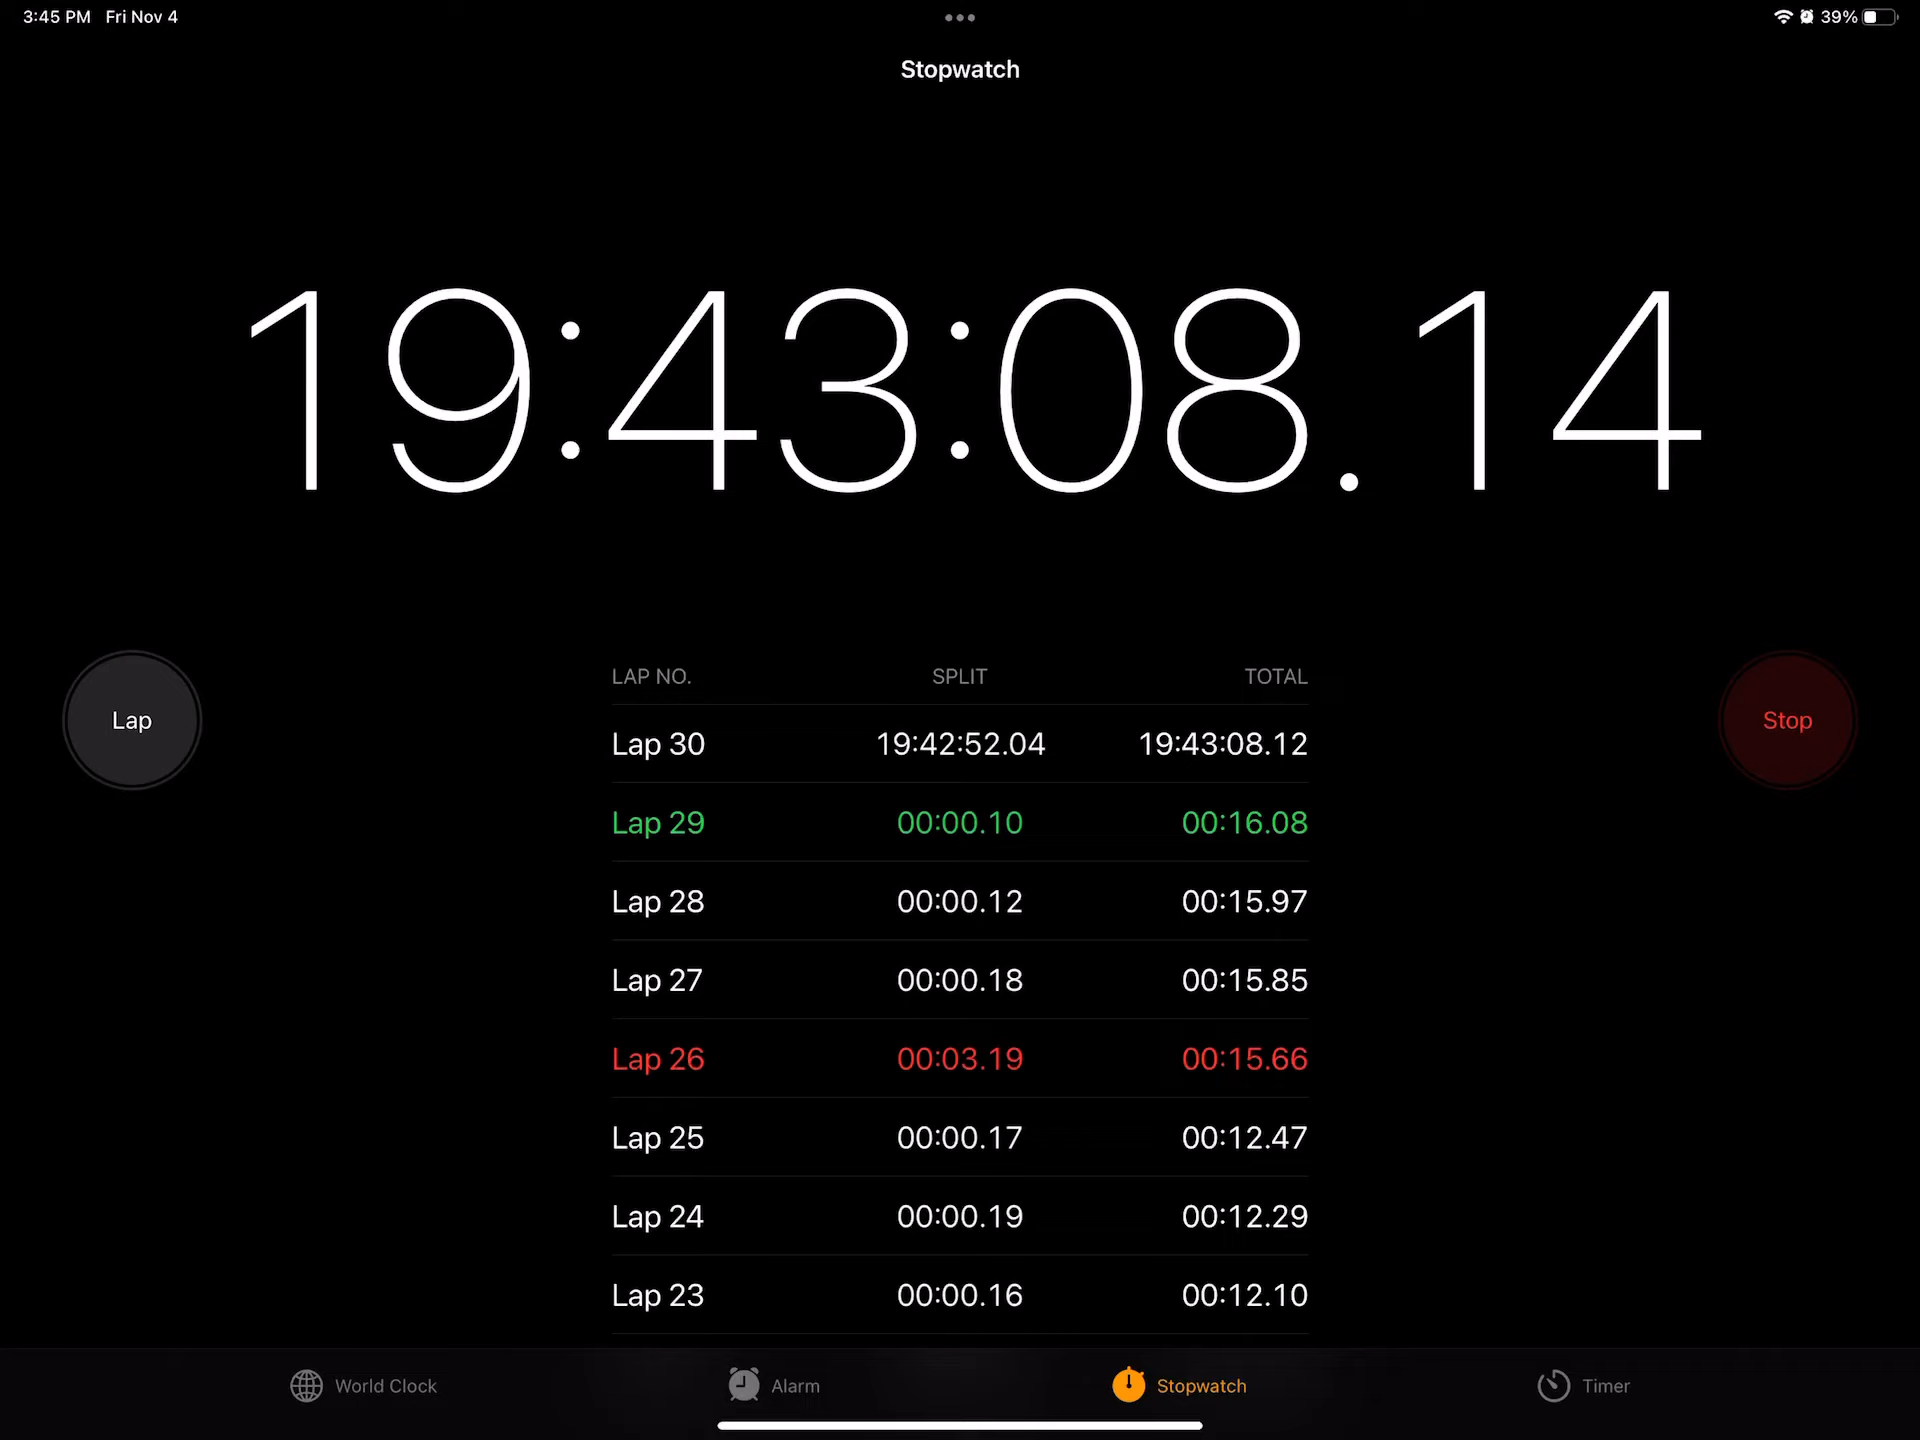 3:45 PM Fri Nov 4
39%
Stopwatch
19:43:08.14
Lap
Stop
LAP NO. SPLIT TOTAL
Lap 30 19:42:52.04 19:43:08.12
Lap 29 00:00.10 00:16.08
Lap 28 00:00.12 00:15.97
Lap 27 00:00.18 00:15.85
Lap 26 00:03.19 00:15.66
Lap 25 00:00.17 00:12.47
Lap 24 00:00.19 00:12.29
Lap 23 00:00.16 00:12.10
World Clock Alarm Stopwatch Timer